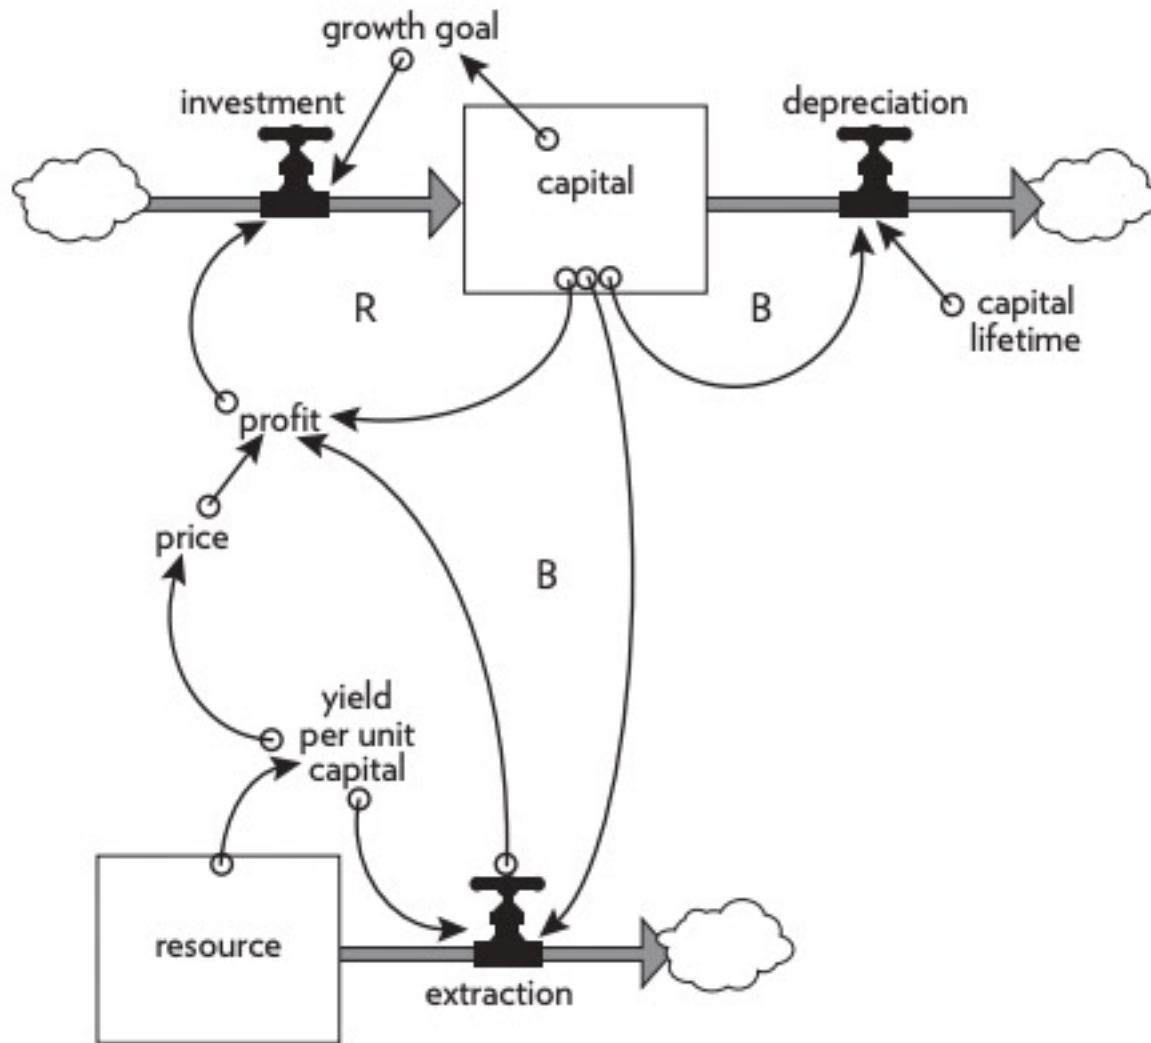 growth goal
investment
depreciation
capital
R
B
capital
lifetime
profit
price
B
yield
per unit
capital
resource
extraction